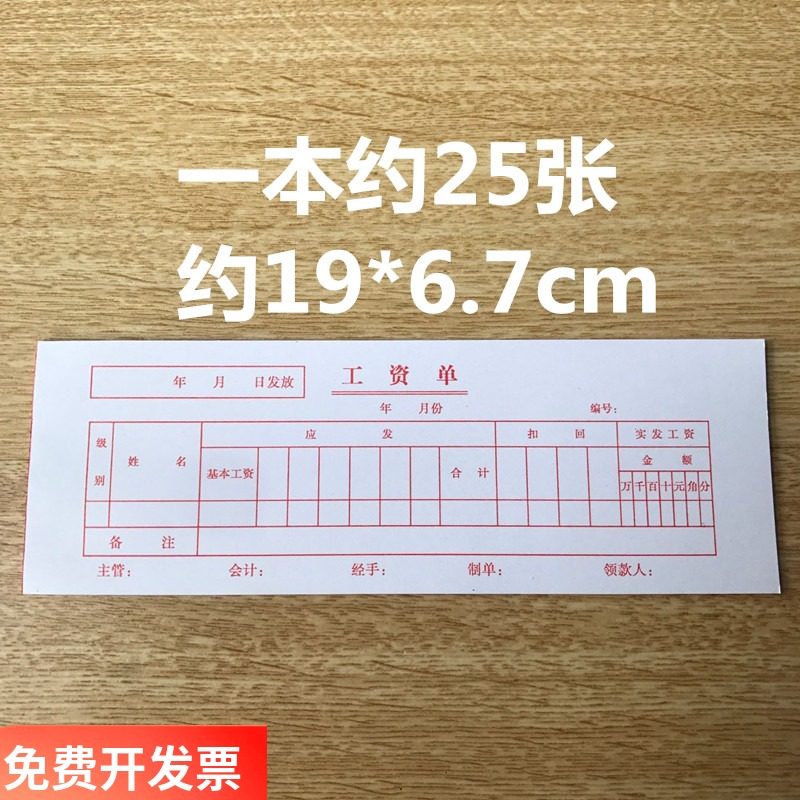 一本约25张
约19*6.7cm
年 月 日发放
工资单
年 月份 编号：
级别 姓名 应发 扣回 实发工资
基本工资 合计 金额
万千百十元角分
备注
主管： 会计： 经手： 制单： 领款人：
免费开发票